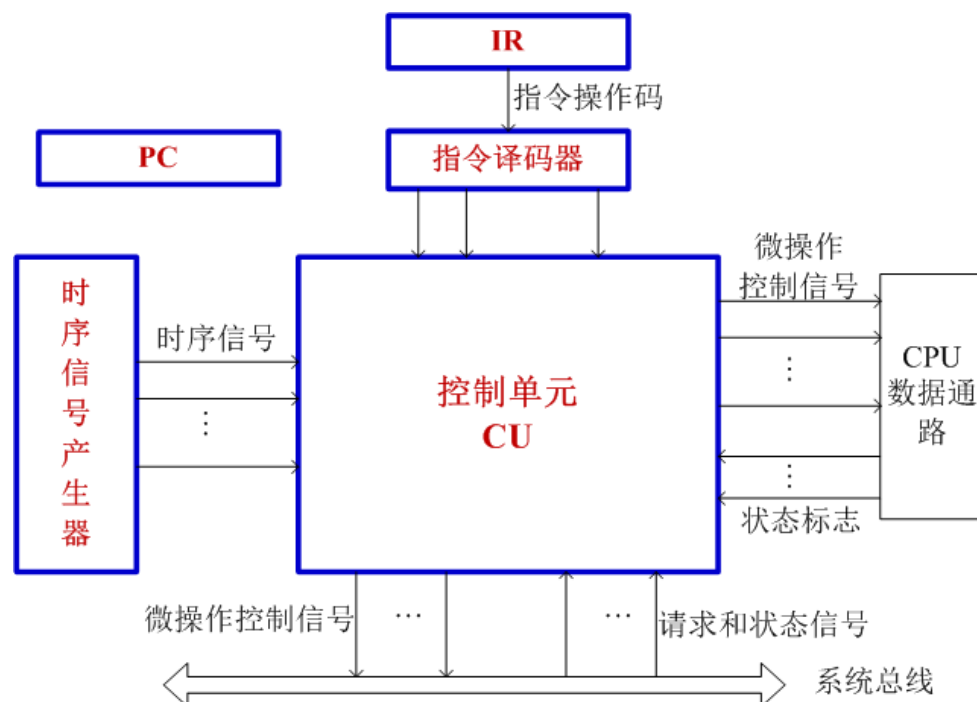 IR
指令操作码
PC
指令译码器
时
序
信
号
产
生
器
时序信号
⋮
控制单元
CU
微操作
控制信号
⋮
⋮
状态标志
CPU
数据通
路
微操作控制信号
…
…
请求和状态信号
系统总线